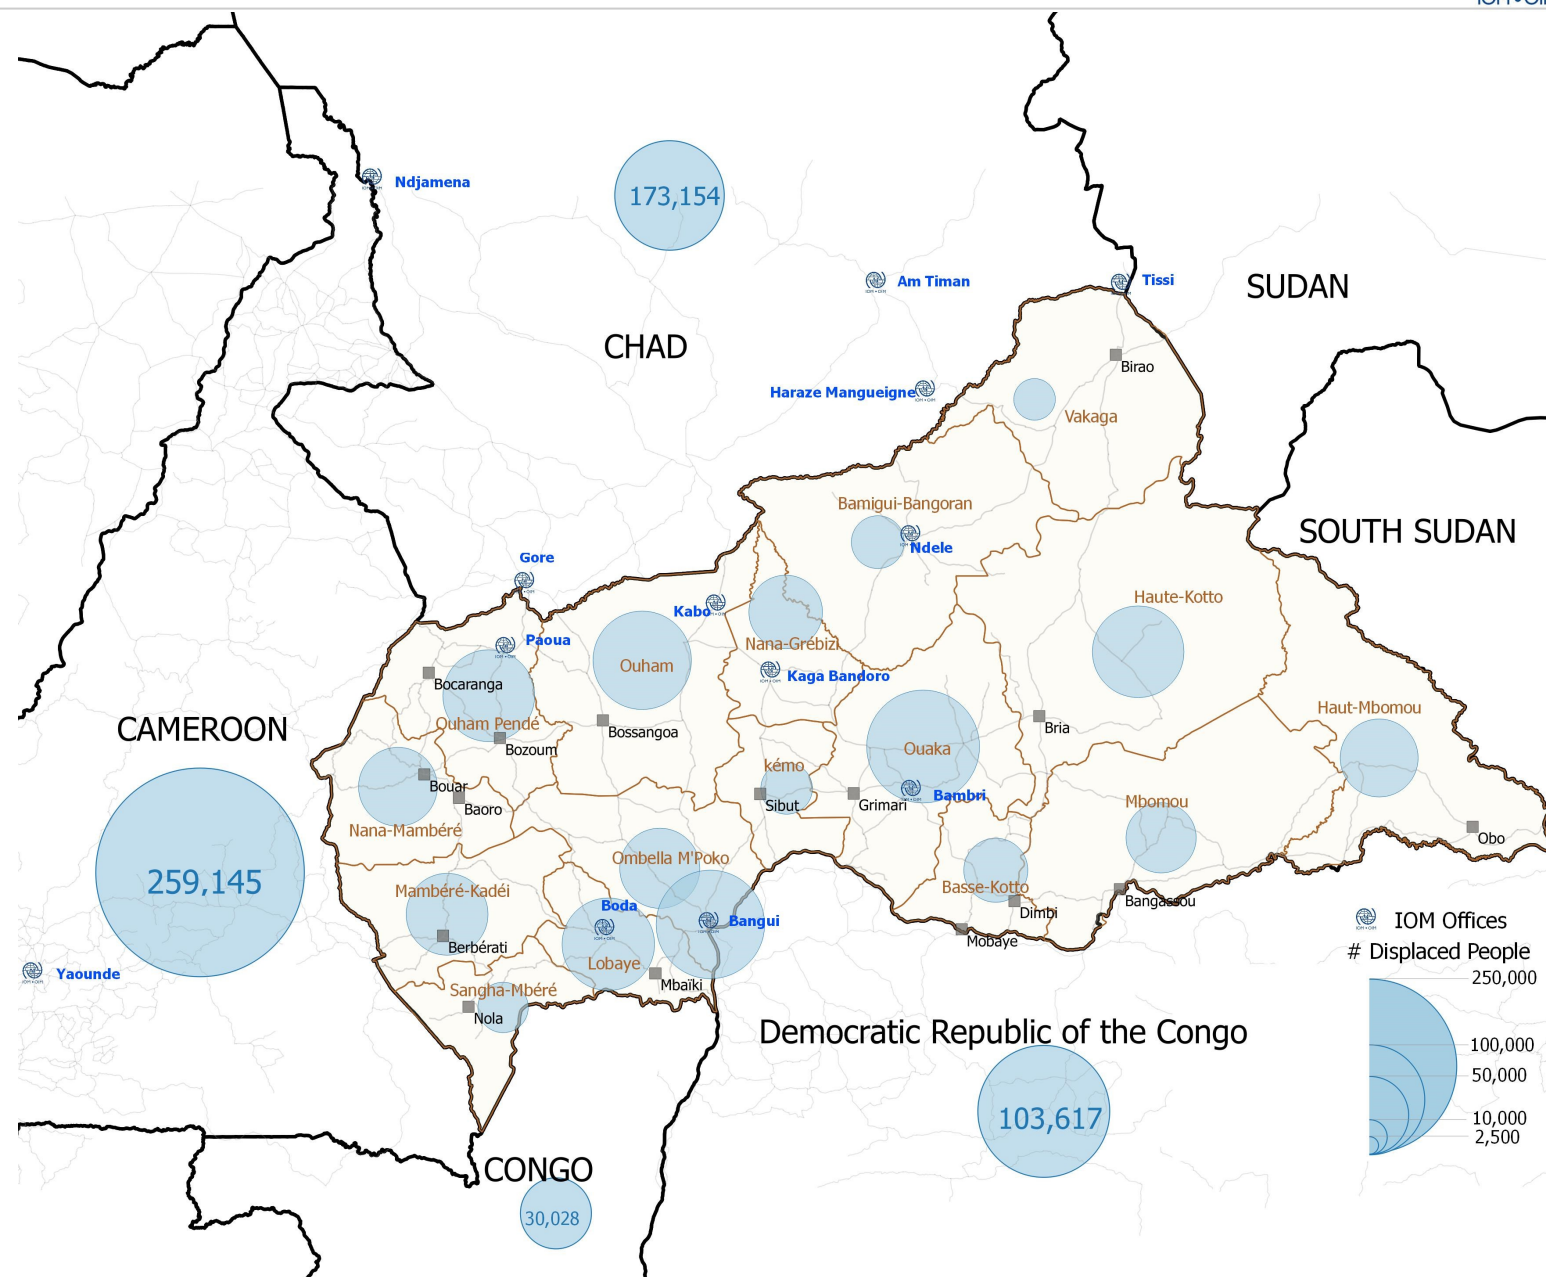 IOM•OIM
Ndjamena
173,154
Am Timan
Tissi
SUDAN
CHAD
Birao
Haraze Mangueigne
Vakaga
Bamigui-Bangoran
SOUTH SUDAN
Ndele
Gore
Haute-Kotto
Kabo
Paoua
Nana-Grébizi
Ouham
Kaga Bandoro
Bocaranga
Haut-Mbomou
Ouham Pendé
CAMEROON
Bossangoa
Bria
Bozoum
Ouaka
kémo
Bouar
Bambri
Baoro
Sibut
Grimari
Mbomou
Nana-Mambéré
Obo
Ombella M'Poko
259,145
Mambéré-Kadéi
Basse-Kotto
Bangassou
Boda
Dimbi
Bangui
IOM Offices
Berbérati
Mobaye
# Displaced People
Lobaye
Yaounde
250,000
Mbaïki
Sangha-Mbéré
Nola
Democratic Republic of the Congo
100,000
50,000
103,617
10,000
2,500
CONGO
30,028